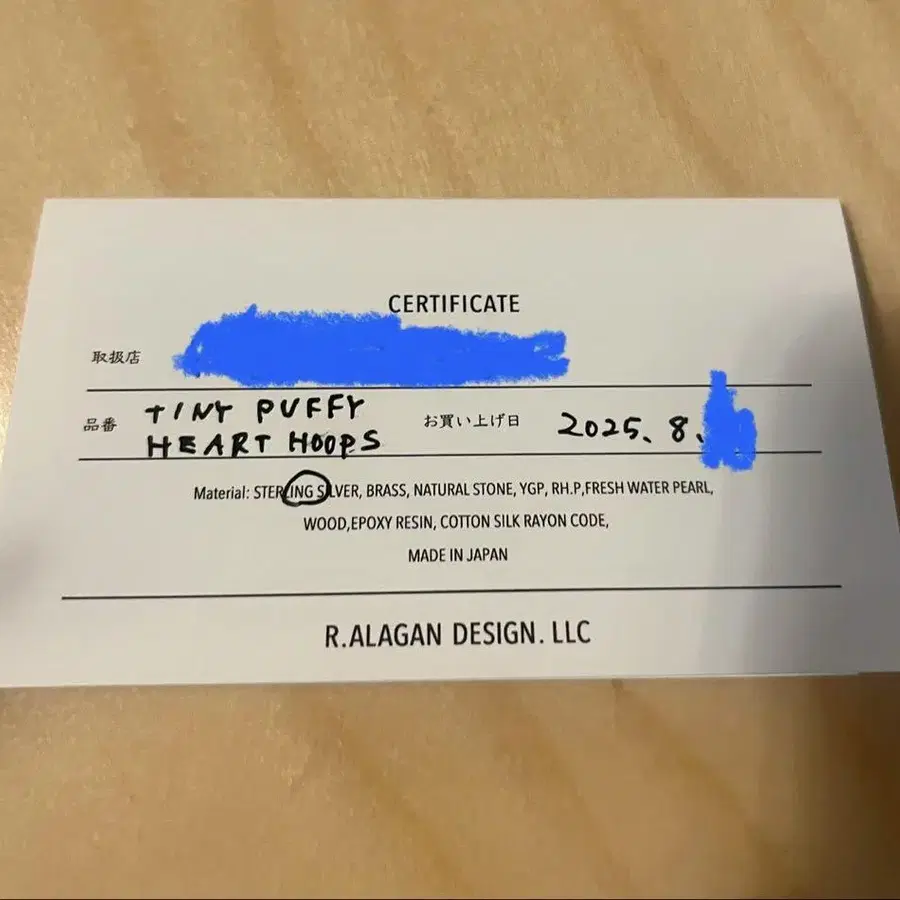 CERTIFICATE
取扱店
品番 TINY PUFFY HEART HOOPS お買い上げ日 2025、8、
Material: STERLING SILVER, BRASS, NATURAL STONE, YGP, RH.P,FRESH WATER PEARL,
WOOD,EPOXY RESIN, COTTON SILK RAYON CODE,
MADE IN JAPAN
R.ALAGAN DESIGN. LLC